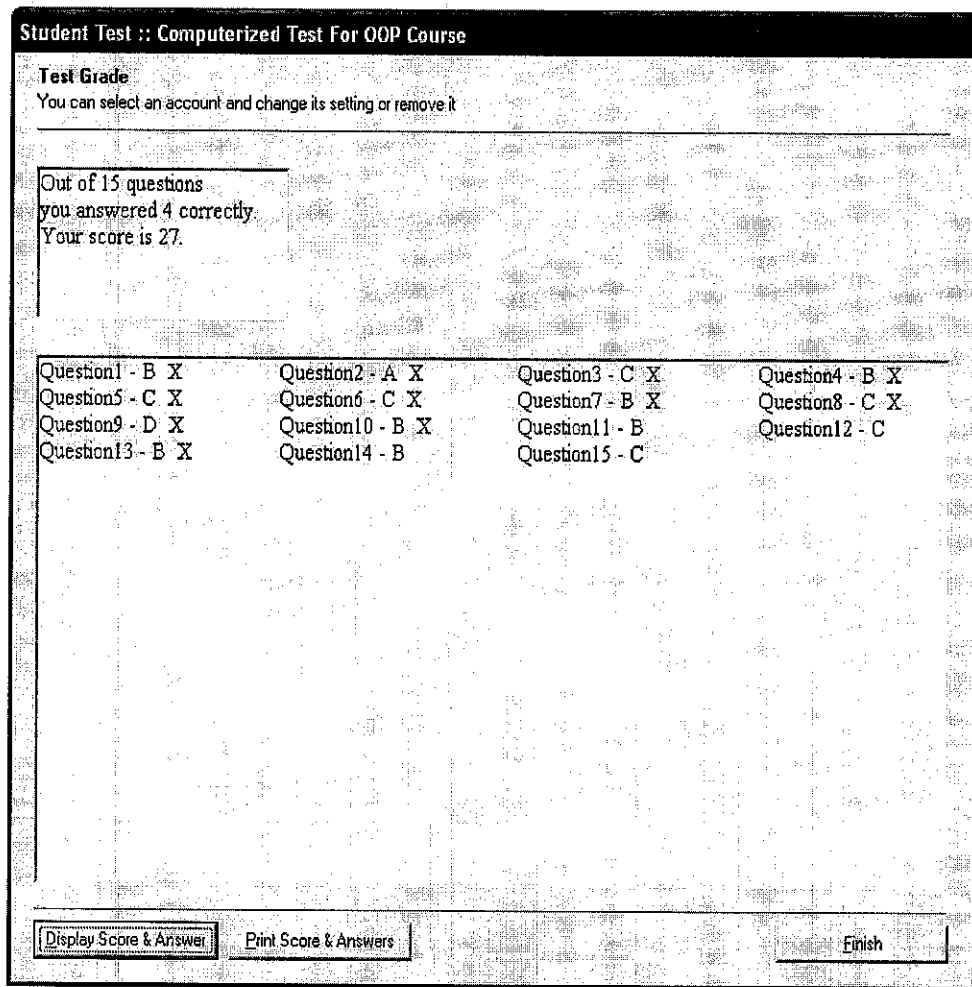 Student Test :: Computerized Test For OOP Course
Test Grade
You can select an account and change its setting or remove it
Out of 15 questions
you answered 4 correctly.
Your score is 27.
Question1 - B X Question2 - A X Question3 - C X Question4 - B X
Question5 - C X Question6 - C X Question7 - B X Question8 - C X
Question9 - D X Question10 - B X Question11 - B Question12 - C
Question13 - B X Question14 - B Question15 - C
Display Score & Answer Print Score & Answers Finish